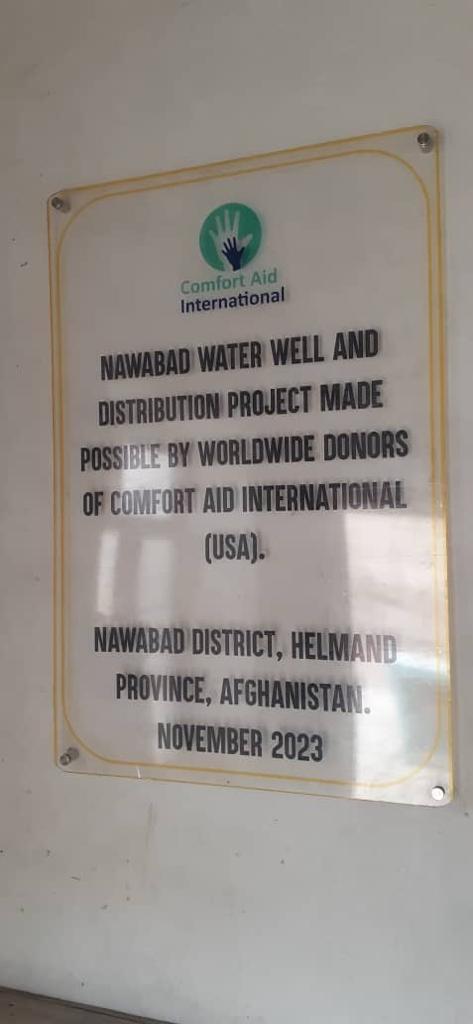 Comfort Aid
International
NAWABAD WATER WELL AND
DISTRIBUTION PROJECT MADE
POSSIBLE BY WORLDWIDE DONORS
OF COMFORT AID INTERNATIONAL
(USA).
NAWABAD DISTRICT, HELMAND
PROVINCE, AFGHANISTAN.
NOVEMBER 2023